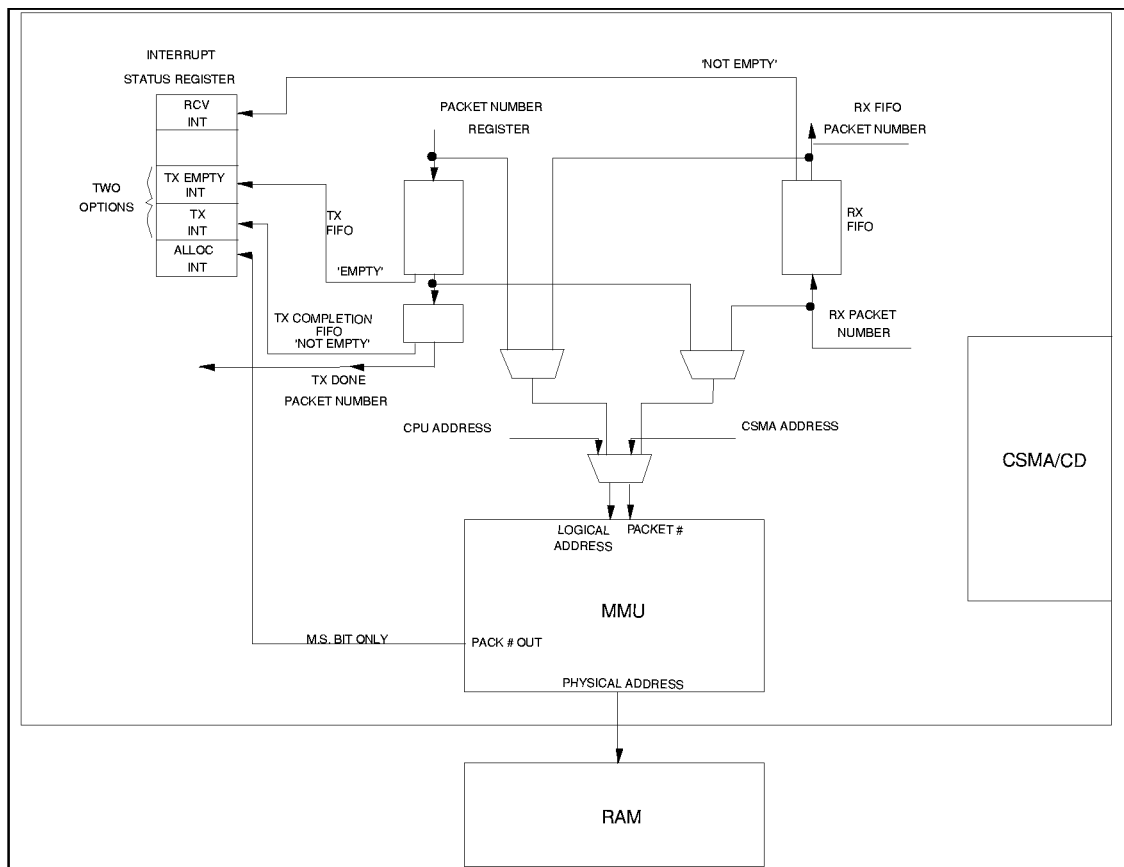 INTERRUPT
STATUS REGISTER
RCV
INT
TX EMPTY
INT
TX
INT
ALLOC
INT
TWO
OPTIONS
'NOT EMPTY'
PACKET NUMBER
REGISTER
RX FIFO
PACKET NUMBER
TX
FIFO
RX
FIFO
'EMPTY'
TX COMPLETION
FIFO
'NOT EMPTY'
TX DONE
PACKET NUMBER
RX PACKET
NUMBER
CPU ADDRESS
CSMA ADDRESS
CSMA/CD
LOGICAL
ADDRESS
PACKET #
MMU
M.S. BIT ONLY
PACK # OUT
PHYSICAL ADDRESS
RAM